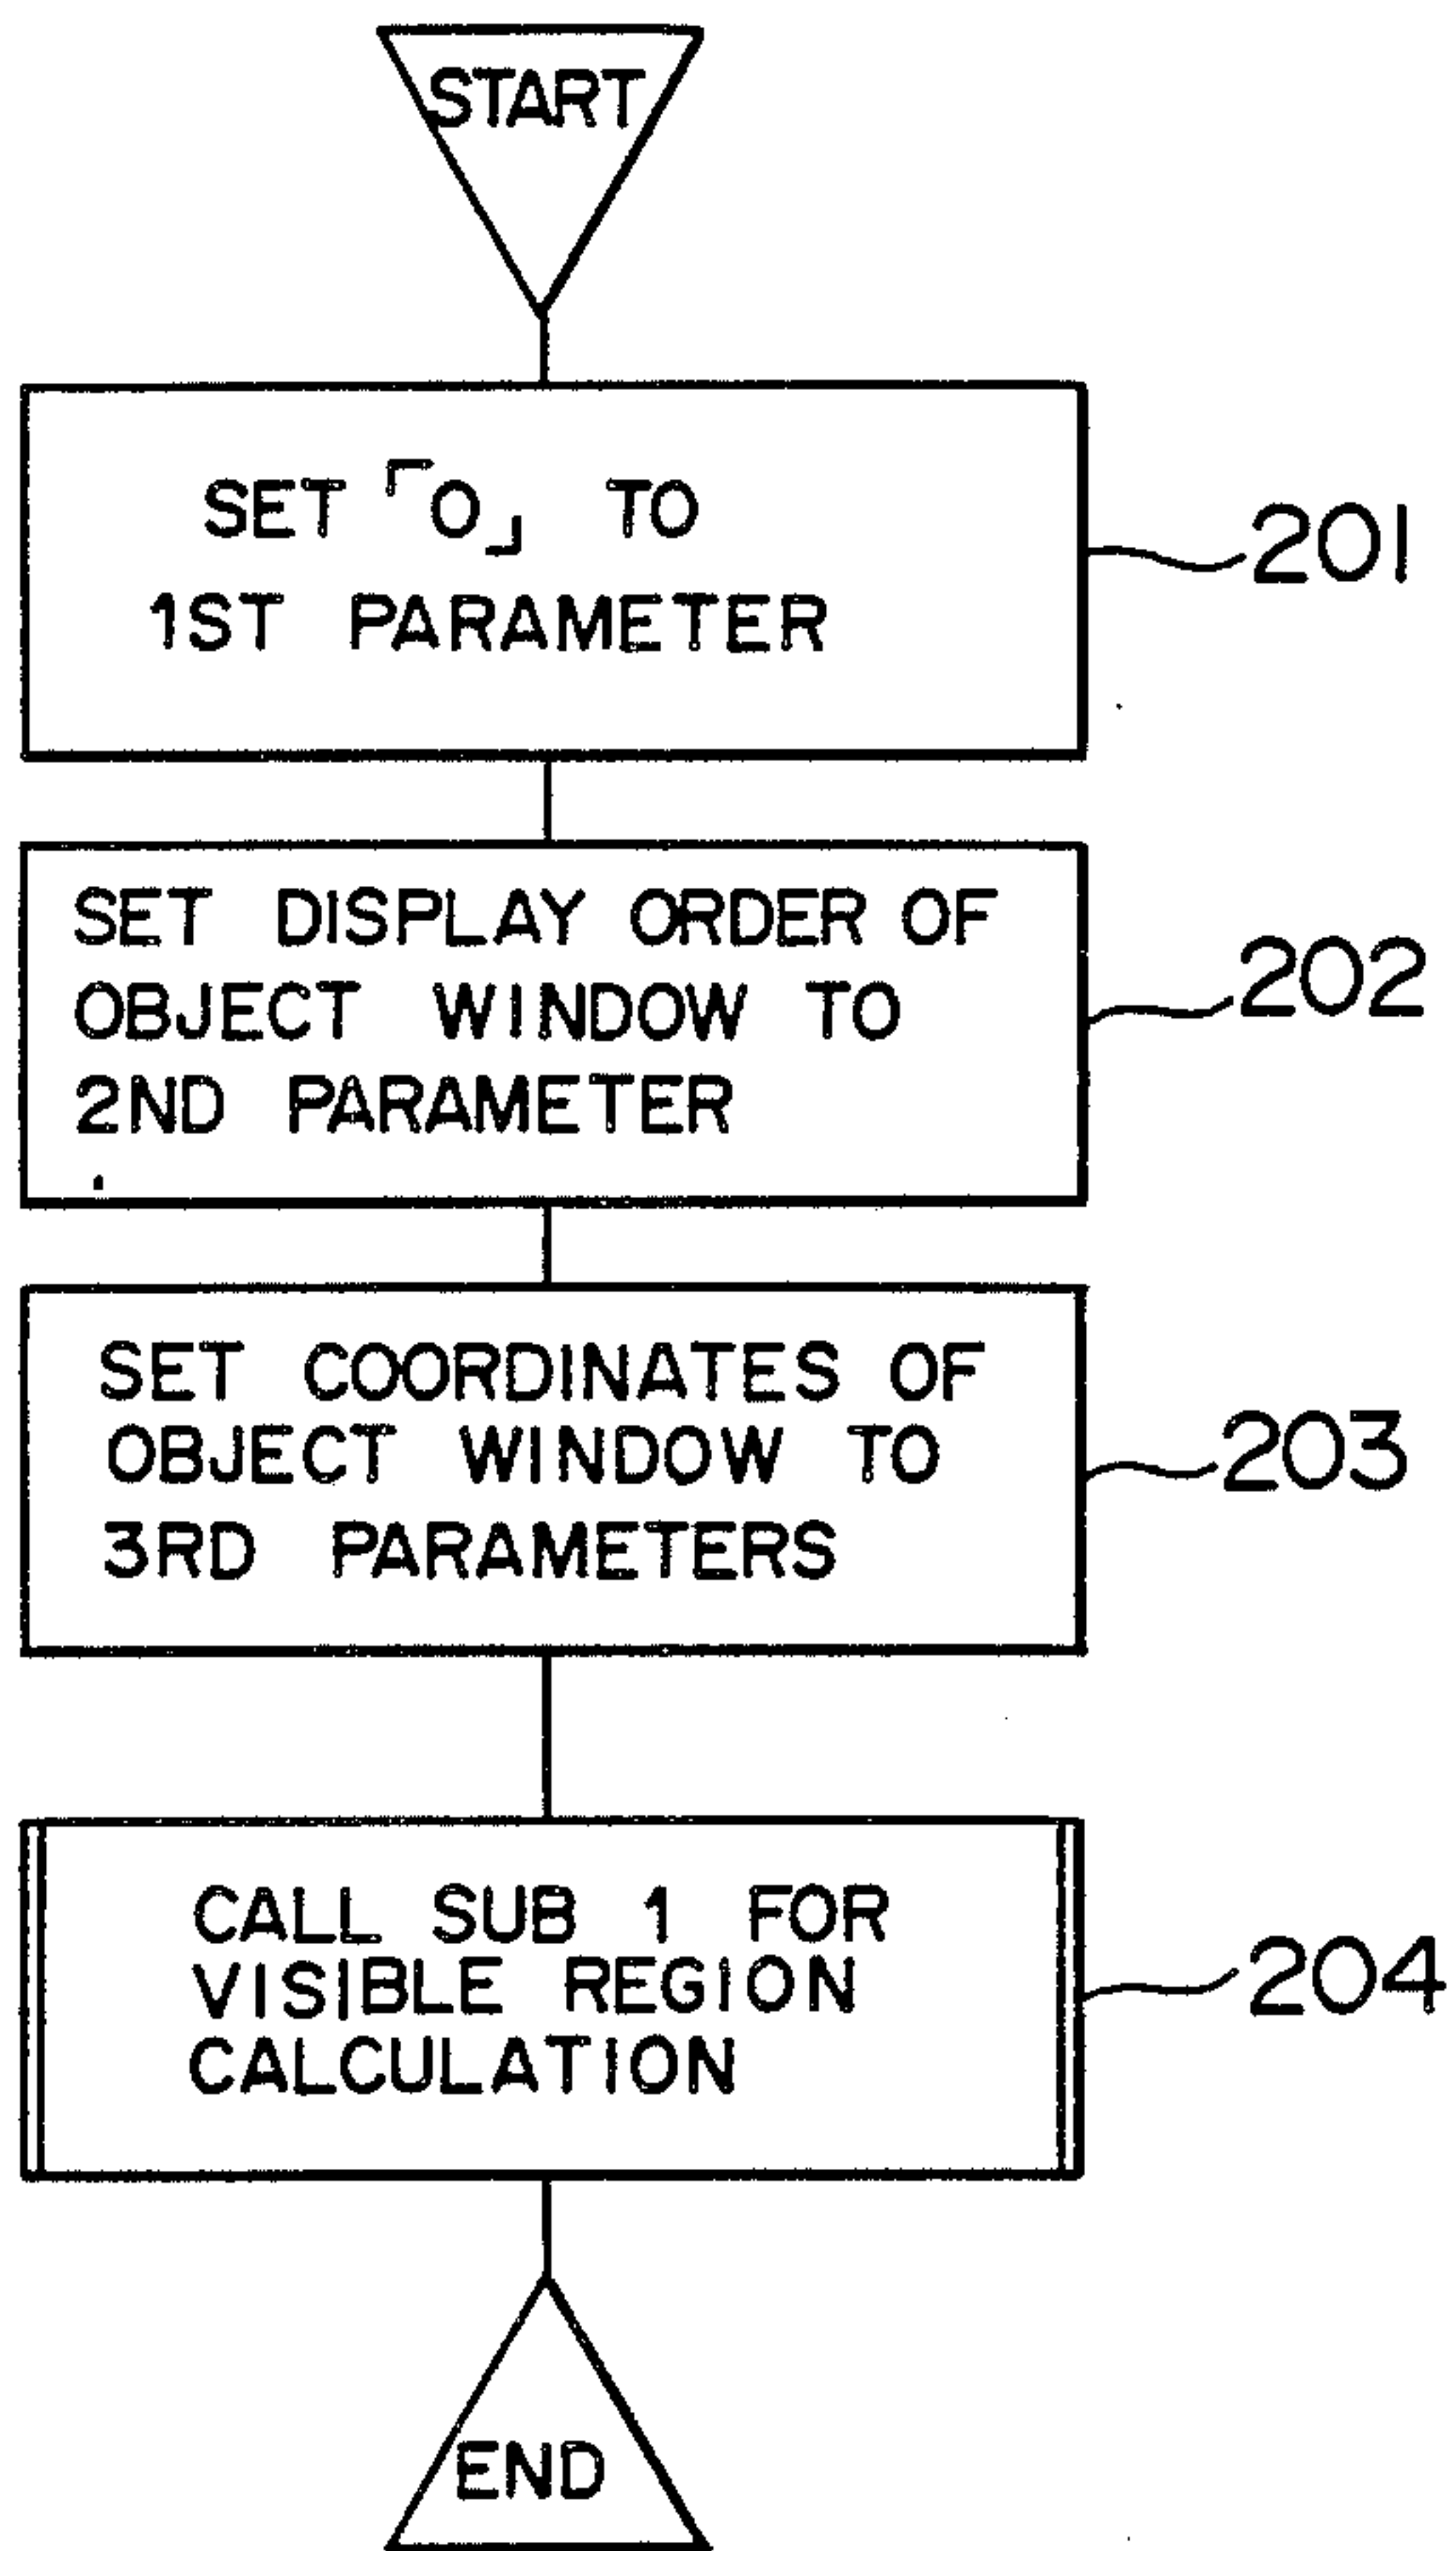 START
SET 「0」 TO
1ST PARAMETER
201
SET DISPLAY ORDER OF
OBJECT WINDOW TO
2ND PARAMETER
202
SET COORDINATES OF
OBJECT WINDOW TO
3RD PARAMETERS
203
CALL SUB 1 FOR
VISIBLE REGION
CALCULATION
204
END